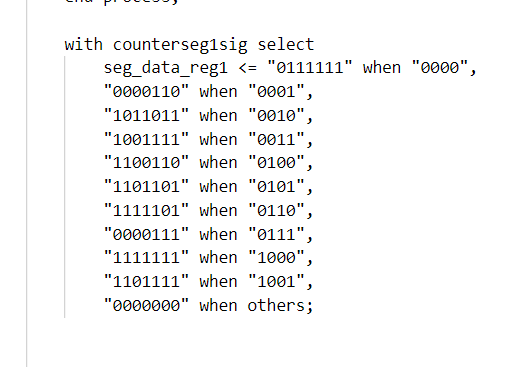 end process;
with counterseg1sig select
seg_data_reg1 <= "0111111" when "0000",
"0000110" when "0001",
"1011011" when "0010",
"1001111" when "0011",
"1100110" when "0100",
"1101101" when "0101",
"1111101" when "0110",
"0000111" when "0111",
"1111111" when "1000",
"1101111" when "1001",
"0000000" when others;